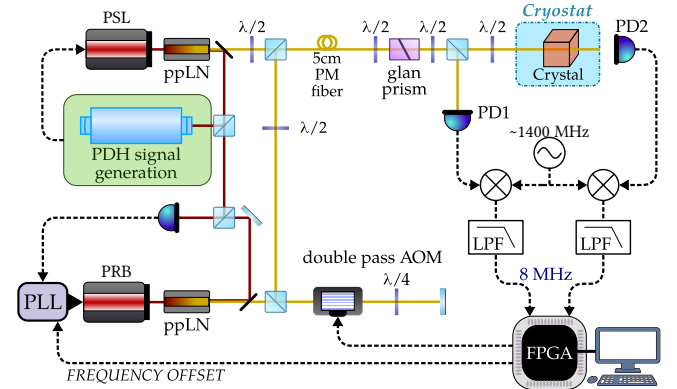 PSL
ppLN
λ/2
5cm
PM
fiber
λ/2
glan
prism
λ/2
λ/2
Cryostat
Crystal
PD2
PDH signal
generation
λ/2
PD1
~1400 MHz
LPF
LPF
8 MHz
PLL
PRB
ppLN
double pass AOM
λ/4
FPGA
FREQUENCY OFFSET